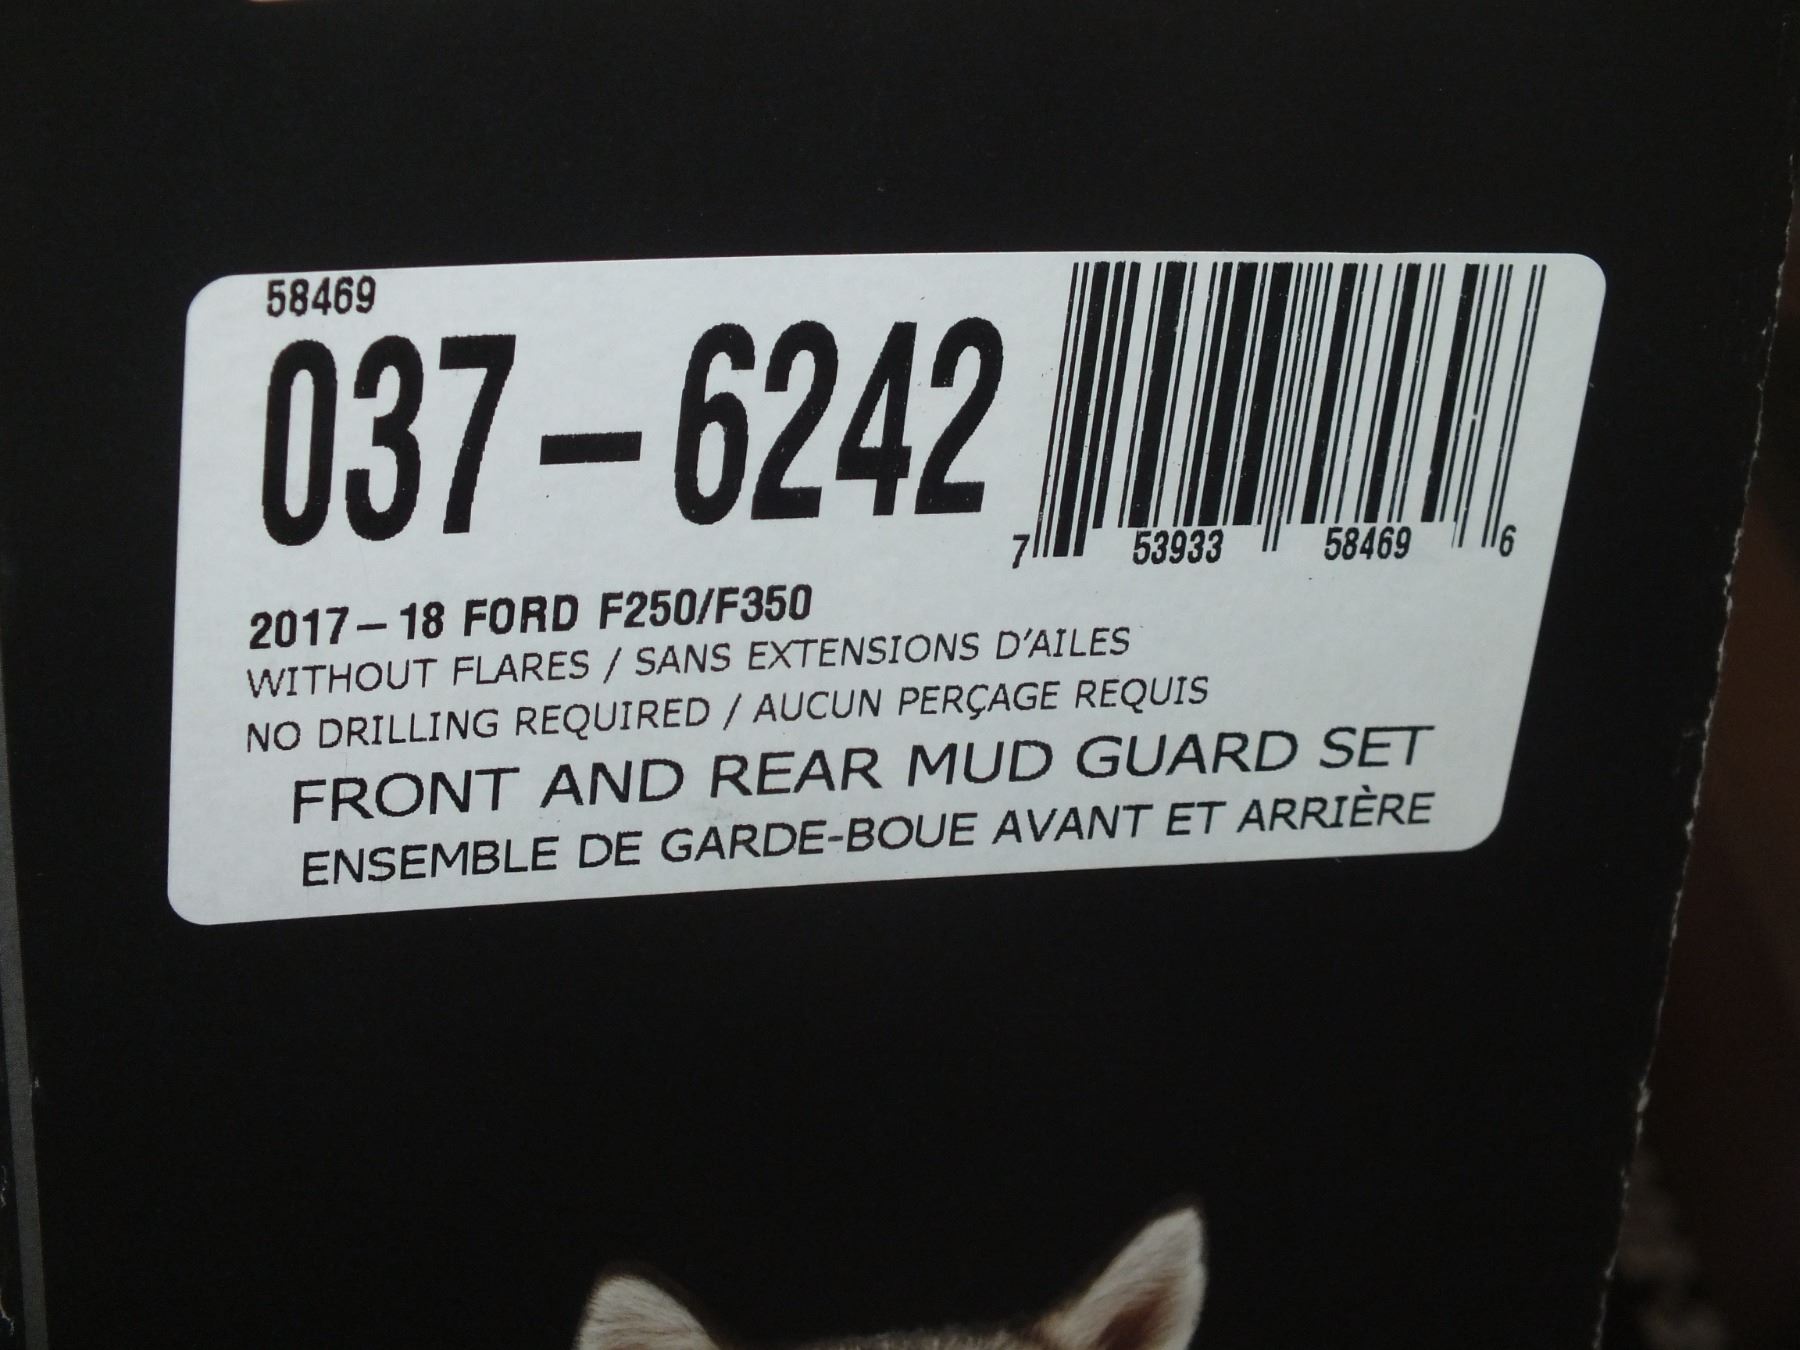 58469
037-6242
7 53933 58469 6
2017-18 FORD F250/F350
WITHOUT FLARES / SANS EXTENSIONS D'AILES
NO DRILLING REQUIRED / AUCUN PERÇAGE REQUIS
FRONT AND REAR MUD GUARD SET
ENSEMBLE DE GARDE-BOUE AVANT ET ARRIÈRE